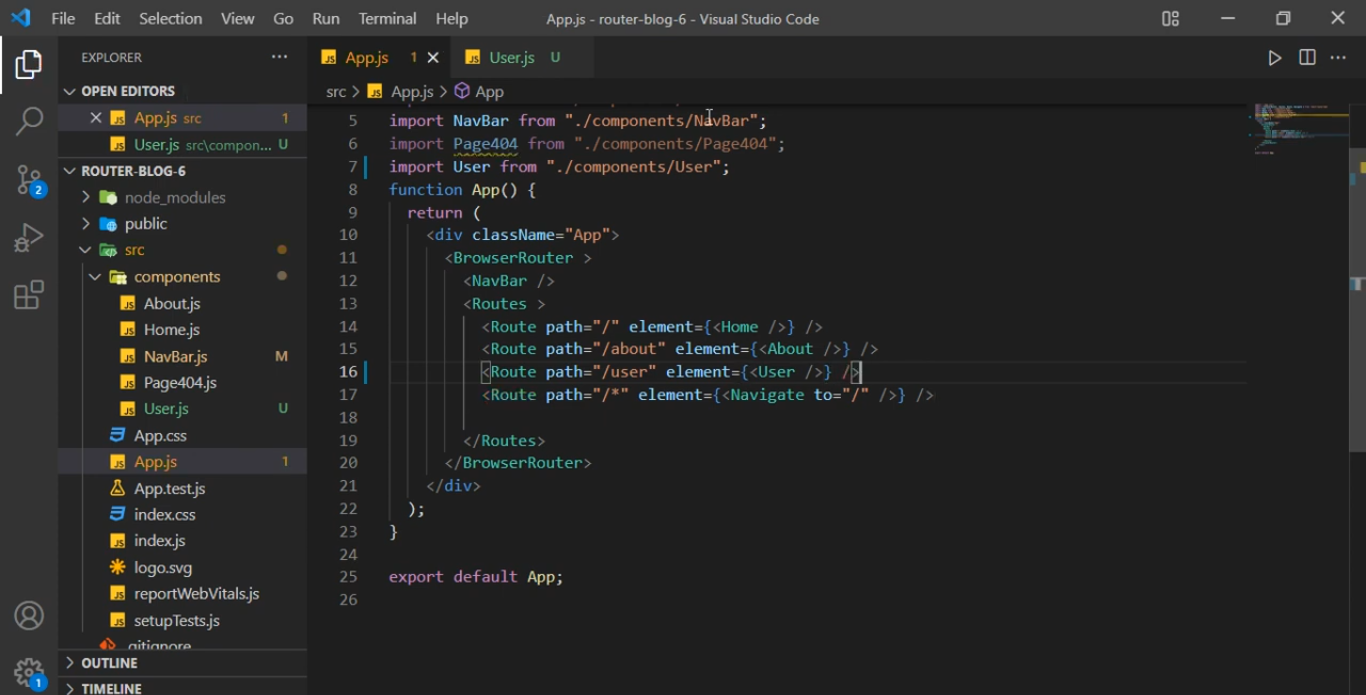 File Edit Selection View Go Run Terminal Help App.js - router-blog-6 - Visual Studio Code
EXPLORER
OPEN EDITORS
App.js src 1
User.js src\compon... U
ROUTER-BLOG-6
node_modules
public
src
components
About.js
Home.js
NavBar.js M
Page404.js
User.js U
App.css
App.js 1
App.test.js
index.css
index.js
logo.svg
reportWebVitals.js
setupTests.js
.gitignore
OUTLINE
TIMELINE
2
1
App.js 1 User.js U
src > App.js > App
5 import NavBar from "./components/NavBar";
6 import Page404 from "./components/Page404";
7 import User from "./components/User";
8 function App() {
9 return (
10 <div className="App">
11 <BrowserRouter >
12 <NavBar />
13 <Routes >
14 <Route path="/" element={<Home />} />
15 <Route path="/about" element={<About />} />
16 <Route path="/user" element={<User />} />
17 <Route path="/*" element={<Navigate to="/" />} />
18
19 </Routes>
20 </BrowserRouter>
21 </div>
22 );
23 }
24
25 export default App;
26